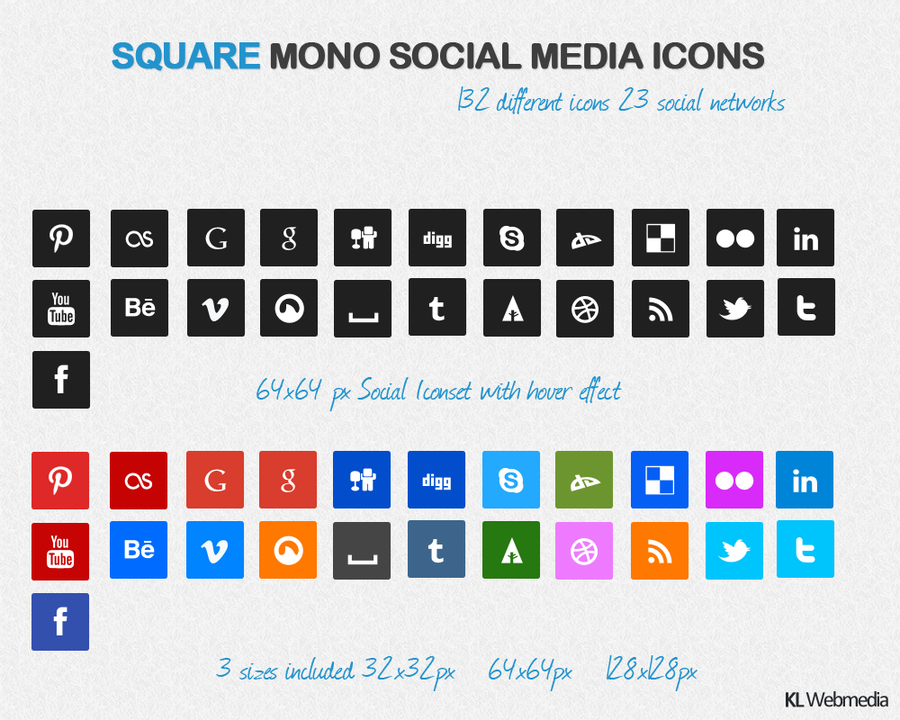 SQUARE MONO SOCIAL MEDIA ICONS
132 different icons 23 social networks
G g digg in
You Tube Bē t t
f
64x64 px Social Iconset with hover effect
G g digg in
You Tube Bē t t
f
3 sizes included 32x32px 64x64px 128x128px
KL Webmedia